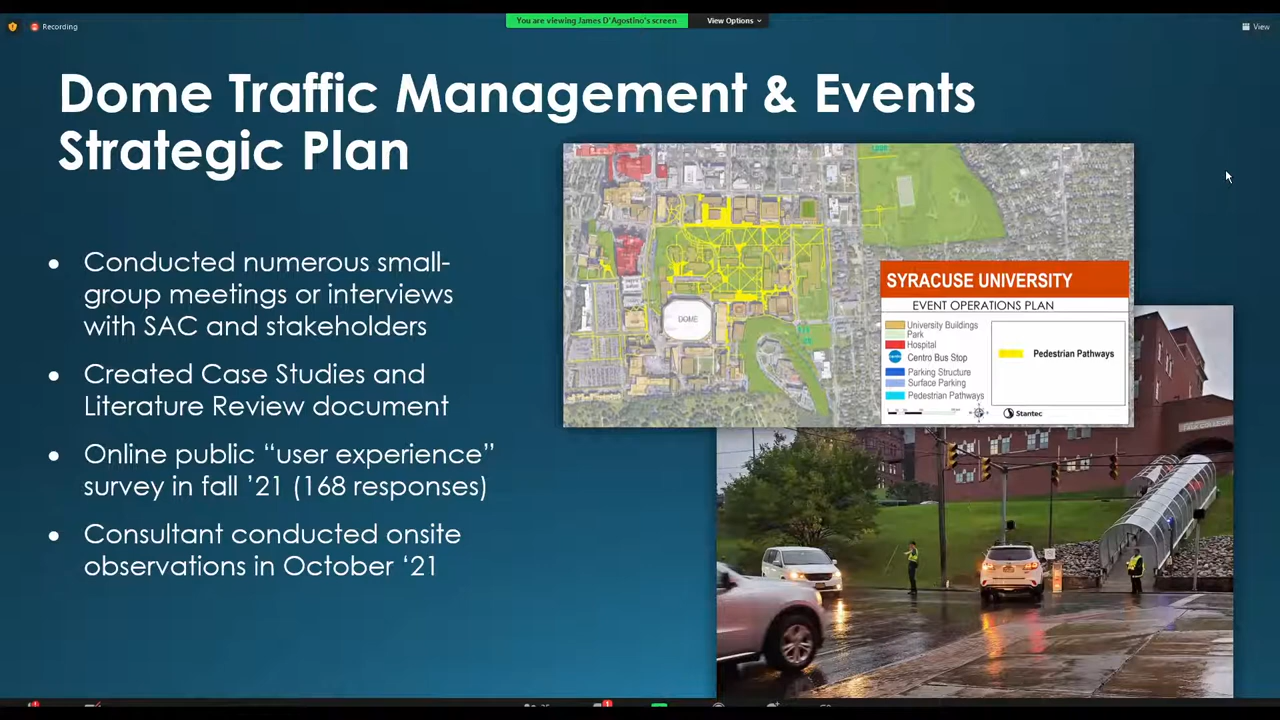 Recording
You are viewing James D'Agostino's screen
View Options
View
Dome Traffic Management & Events
Strategic Plan
• Conducted numerous small-
group meetings or interviews
with SAC and stakeholders
• Created Case Studies and
Literature Review document
• Online public “user experience”
survey in fall ’21 (168 responses)
• Consultant conducted onsite
observations in October ‘21
DOME
SYRACUSE UNIVERSITY
EVENT OPERATIONS PLAN
University Buildings
Park
Hospital
Centro Bus Stop
Parking Structure
Surface Parking
Pedestrian Pathways
Pedestrian Pathways
Stantec